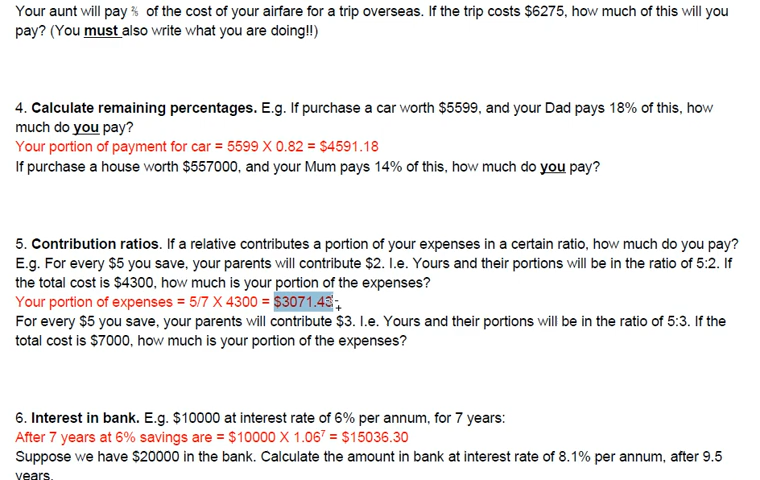 Your aunt will pay of the cost of your airfare for a trip overseas. If the trip costs $6275, how much of this will you
pay? (You must also write what you are doing!!)
4. Calculate remaining percentages. E.g. If purchase a car worth $5599, and your Dad pays 18% of this, how
much do you pay?
Your portion of payment for car = 5599 X 0.82 = $4591.18
If purchase a house worth $557000, and your Mum pays 14% of this, how much do you pay?
5. Contribution ratios. If a relative contributes a portion of your expenses in a certain ratio, how much do you pay?
E.g. For every $5 you save, your parents will contribute $2. I.e. Yours and their portions will be in the ratio of 5:2. If
the total cost is $4300, how much is your portion of the expenses?
Your portion of expenses = 5/7 X 4300 = $3071.43
For every $5 you save, your parents will contribute $3. I.e. Yours and their portions will be in the ratio of 5:3. If the
total cost is $7000, how much is your portion of the expenses?
6. Interest in bank. E.g. $10000 at interest rate of 6% per annum, for 7 years:
After 7 years at 6% savings are = $10000 X 1.06⁷ = $15036.30
Suppose we have $20000 in the bank. Calculate the amount in bank at interest rate of 8.1% per annum, after 9.5
years.